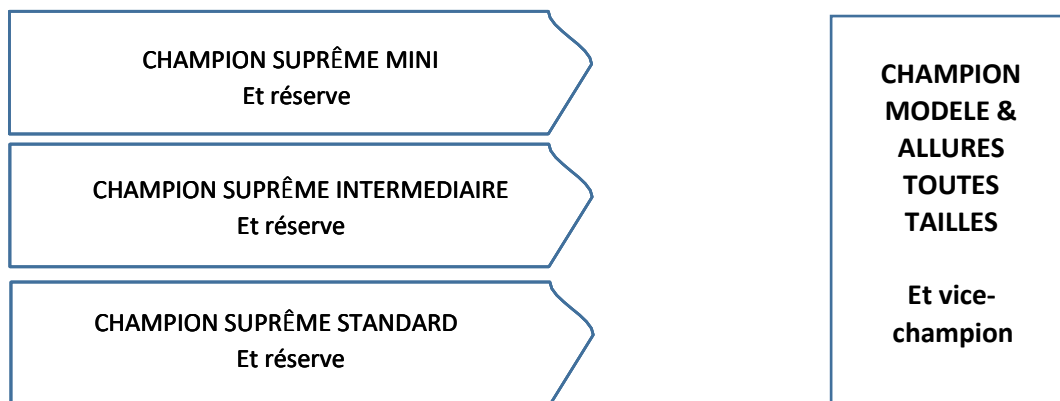 CHAMPION SUPRÊME MINI
Et réserve
CHAMPION SUPRÊME INTERMEDIAIRE
Et réserve
CHAMPION SUPRÊME STANDARD
Et réserve
CHAMPION
MODELE &
ALLURES
TOUTES
TAILLES
Et vice-
champion